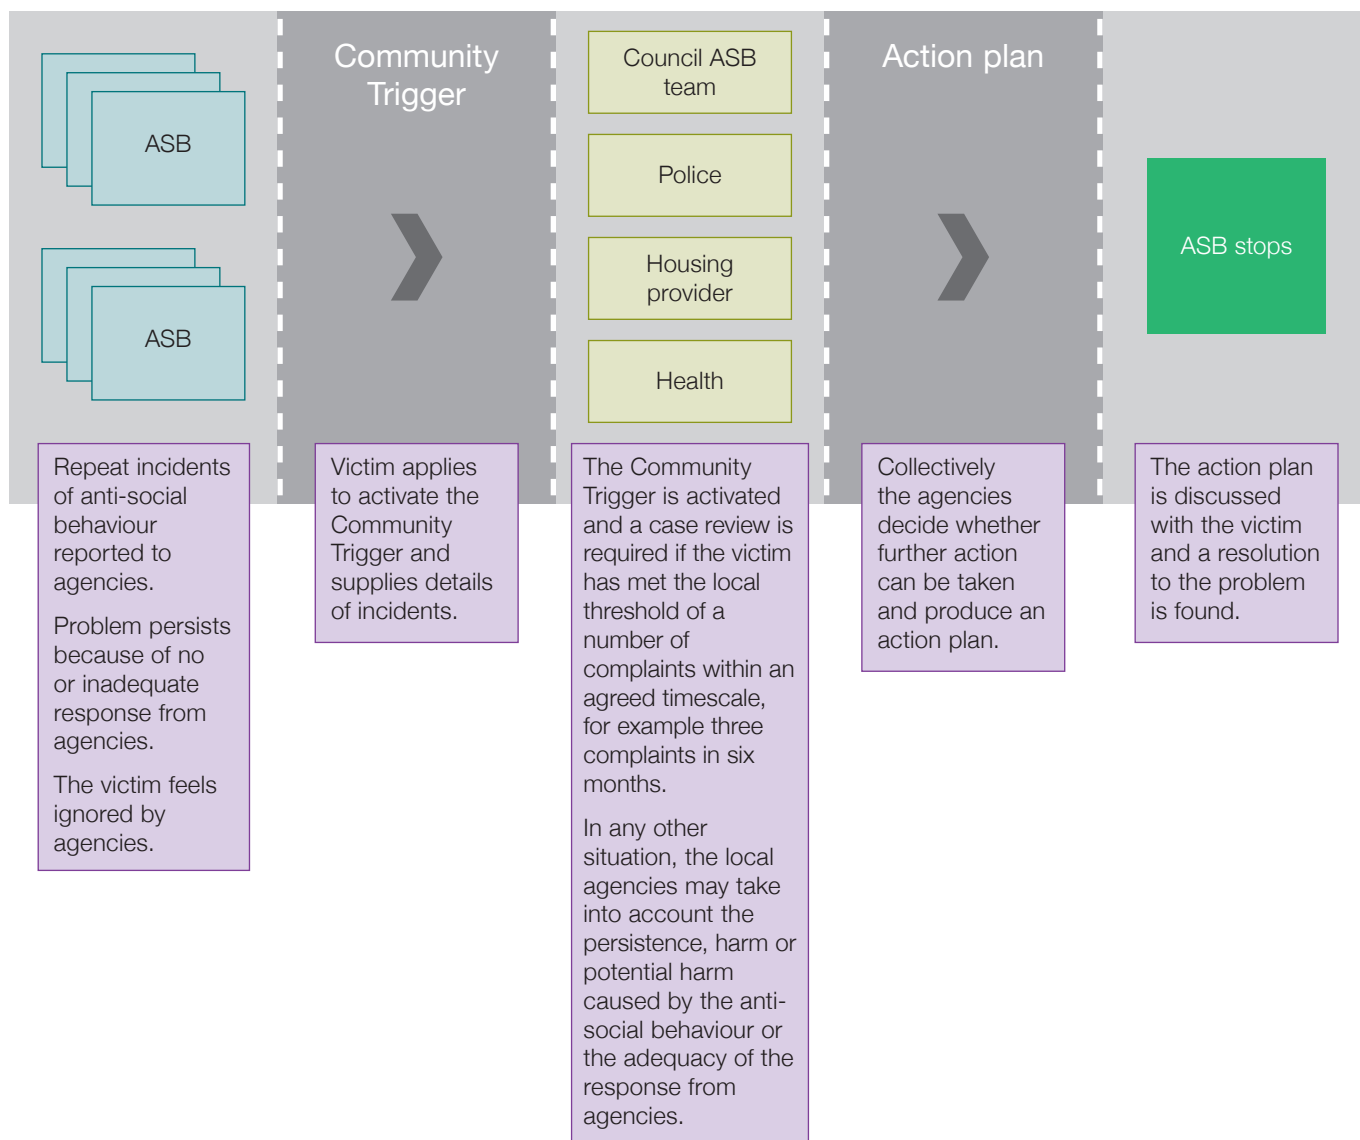 ASB
ASB
Community
Trigger
Council ASB
team
Police
Housing
provider
Health
Action plan
ASB stops
Repeat incidents
of anti-social
behaviour
reported to
agencies.
Problem persists
because of no
or inadequate
response from
agencies.
The victim feels
ignored by
agencies.
Victim applies
to activate the
Community
Trigger and
supplies details
of incidents.
The Community
Trigger is activated
and a case review is
required if the victim
has met the local
threshold of a
number of
complaints within an
agreed timescale,
for example three
complaints in six
months.
In any other
situation, the local
agencies may take
into account the
persistence, harm or
potential harm
caused by the anti-
social behaviour or
the adequacy of the
response from
agencies.
Collectively
the agencies
decide whether
further action
can be taken
and produce an
action plan.
The action plan
is discussed
with the victim
and a resolution
to the problem
is found.